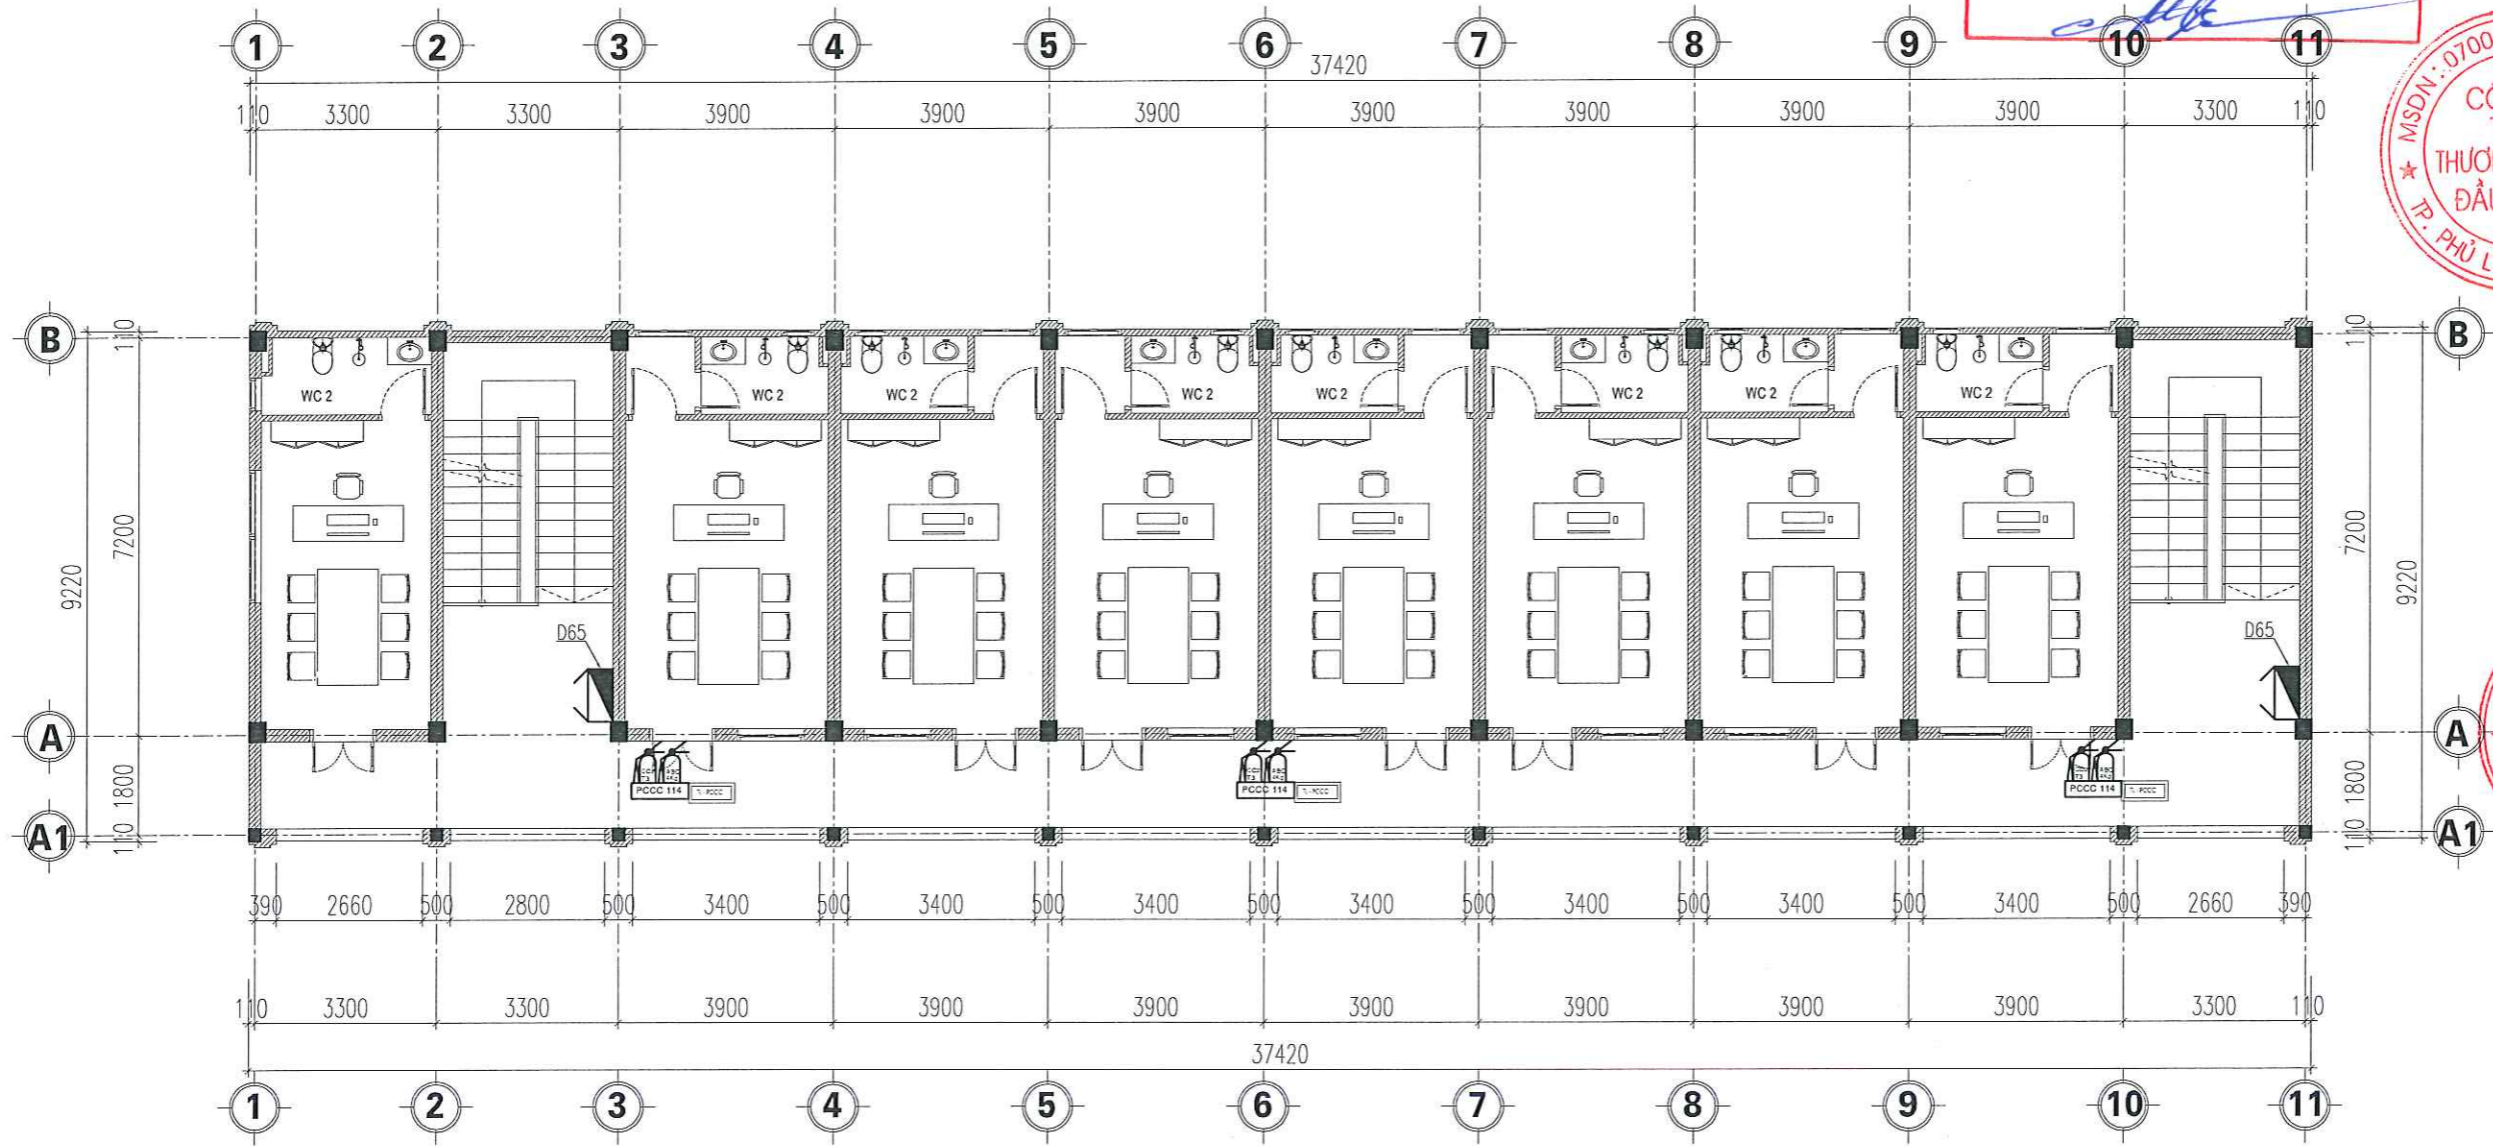 1 2 3 4 5 6 7 8 9 10 11
37420
110 3300 3300 3900 3900 3900 3900 3900 3900 3900 3300 110
★ MSDN: 0700
TP. PHỦ L
B B
110 110
WC 2 WC 2 WC 2 WC 2 WC 2 WC 2 WC 2 WC 2
7200 7200
9220 9220
D65 D65
A A
PCCC 114 PCCC 114 PCCC 114
1800 1800
110 110
A1 A1
390 2660 500 2800 500 3400 500 3400 500 3400 500 3400 500 3400 500 3400 500 3400 500 2660 390
110 3300 3300 3900 3900 3900 3900 3900 3900 3900 3300 110
37420
1 2 3 4 5 6 7 8 9 10 11